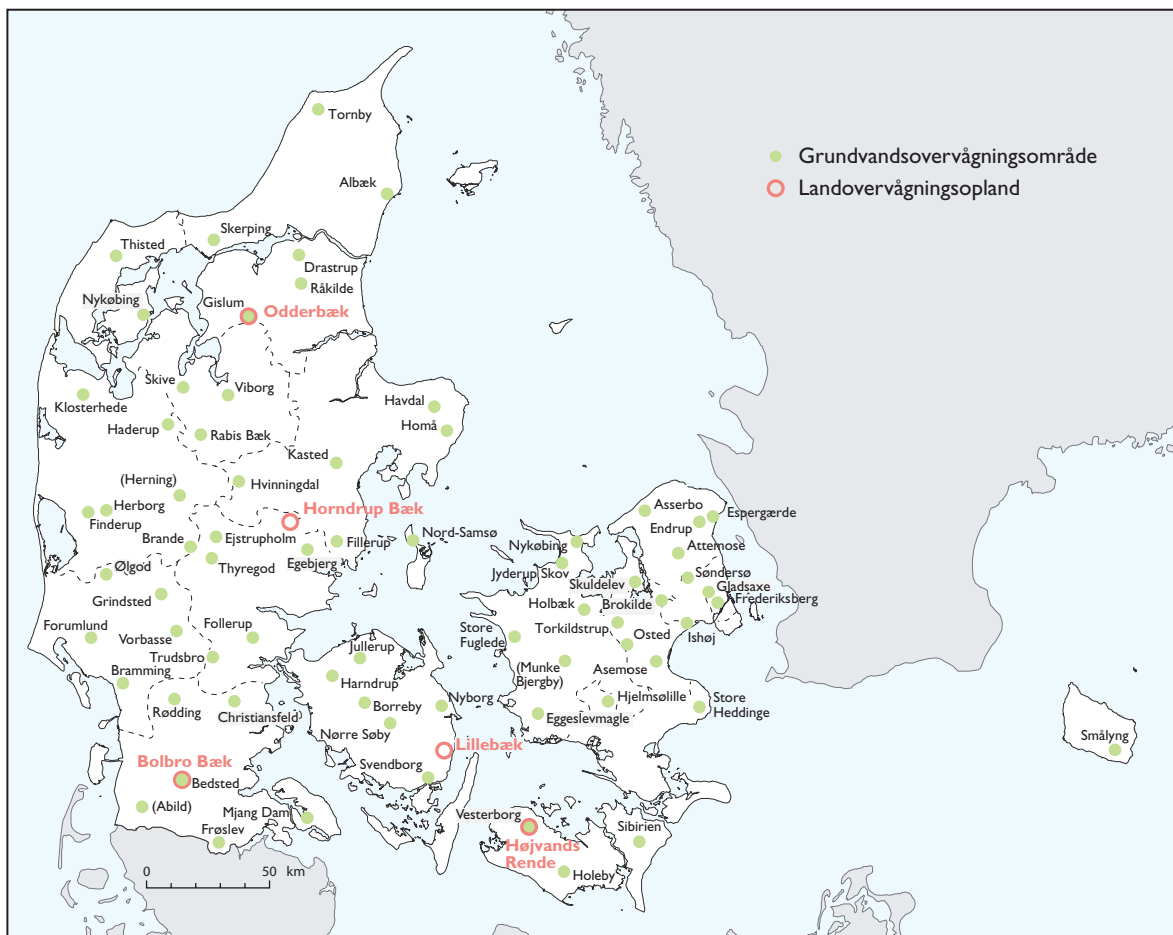 Tornby
Grundvandsovervågningsområde
Landovervågningsopland
Albæk
Skerping
Thisted
Drastrup
Råkilde
Nykøbing
Gislum
Odderbæk
Skive
Viborg
Klosterhede
Havdal
Haderup
Rabis Bæk
Homå
Kasted
(Herning)
Hvinningdal
Herborg
Finderup
Horndrup Bæk
Asserbo
Espergærde
Endrup
Brande
Ejstrupholm
Fillerup
Nord-Samsø
Nykøbing
Egebjerg
Attemose
Thyregod
Jyderup Skov
Ølgod
Skuldelev
Søndersø
Gladsaxe
Grindsted
Holbæk
Brokilde
Frederiksberg
Forumlund
Vorbasse
Follerup
Store
Fuglede
Torkildstrup
Osted
Ishøj
Trudsbro
Jullerup
(Munke
Bjergby)
Asemose
Bramming
Harndrup
Rødding
Christiansfeld
Borreby
Nyborg
Hjelmsølille
Store
Heddinge
Eggeslevmagle
Nørre Søby
Lillebæk
Smålyng
Bolbro Bæk
Bedsted
Svendborg
(Abild)
Mjang Dam
Vesterborg
Sibirien
Frøslev
Højvands
Rende
Holeby
0 50 km